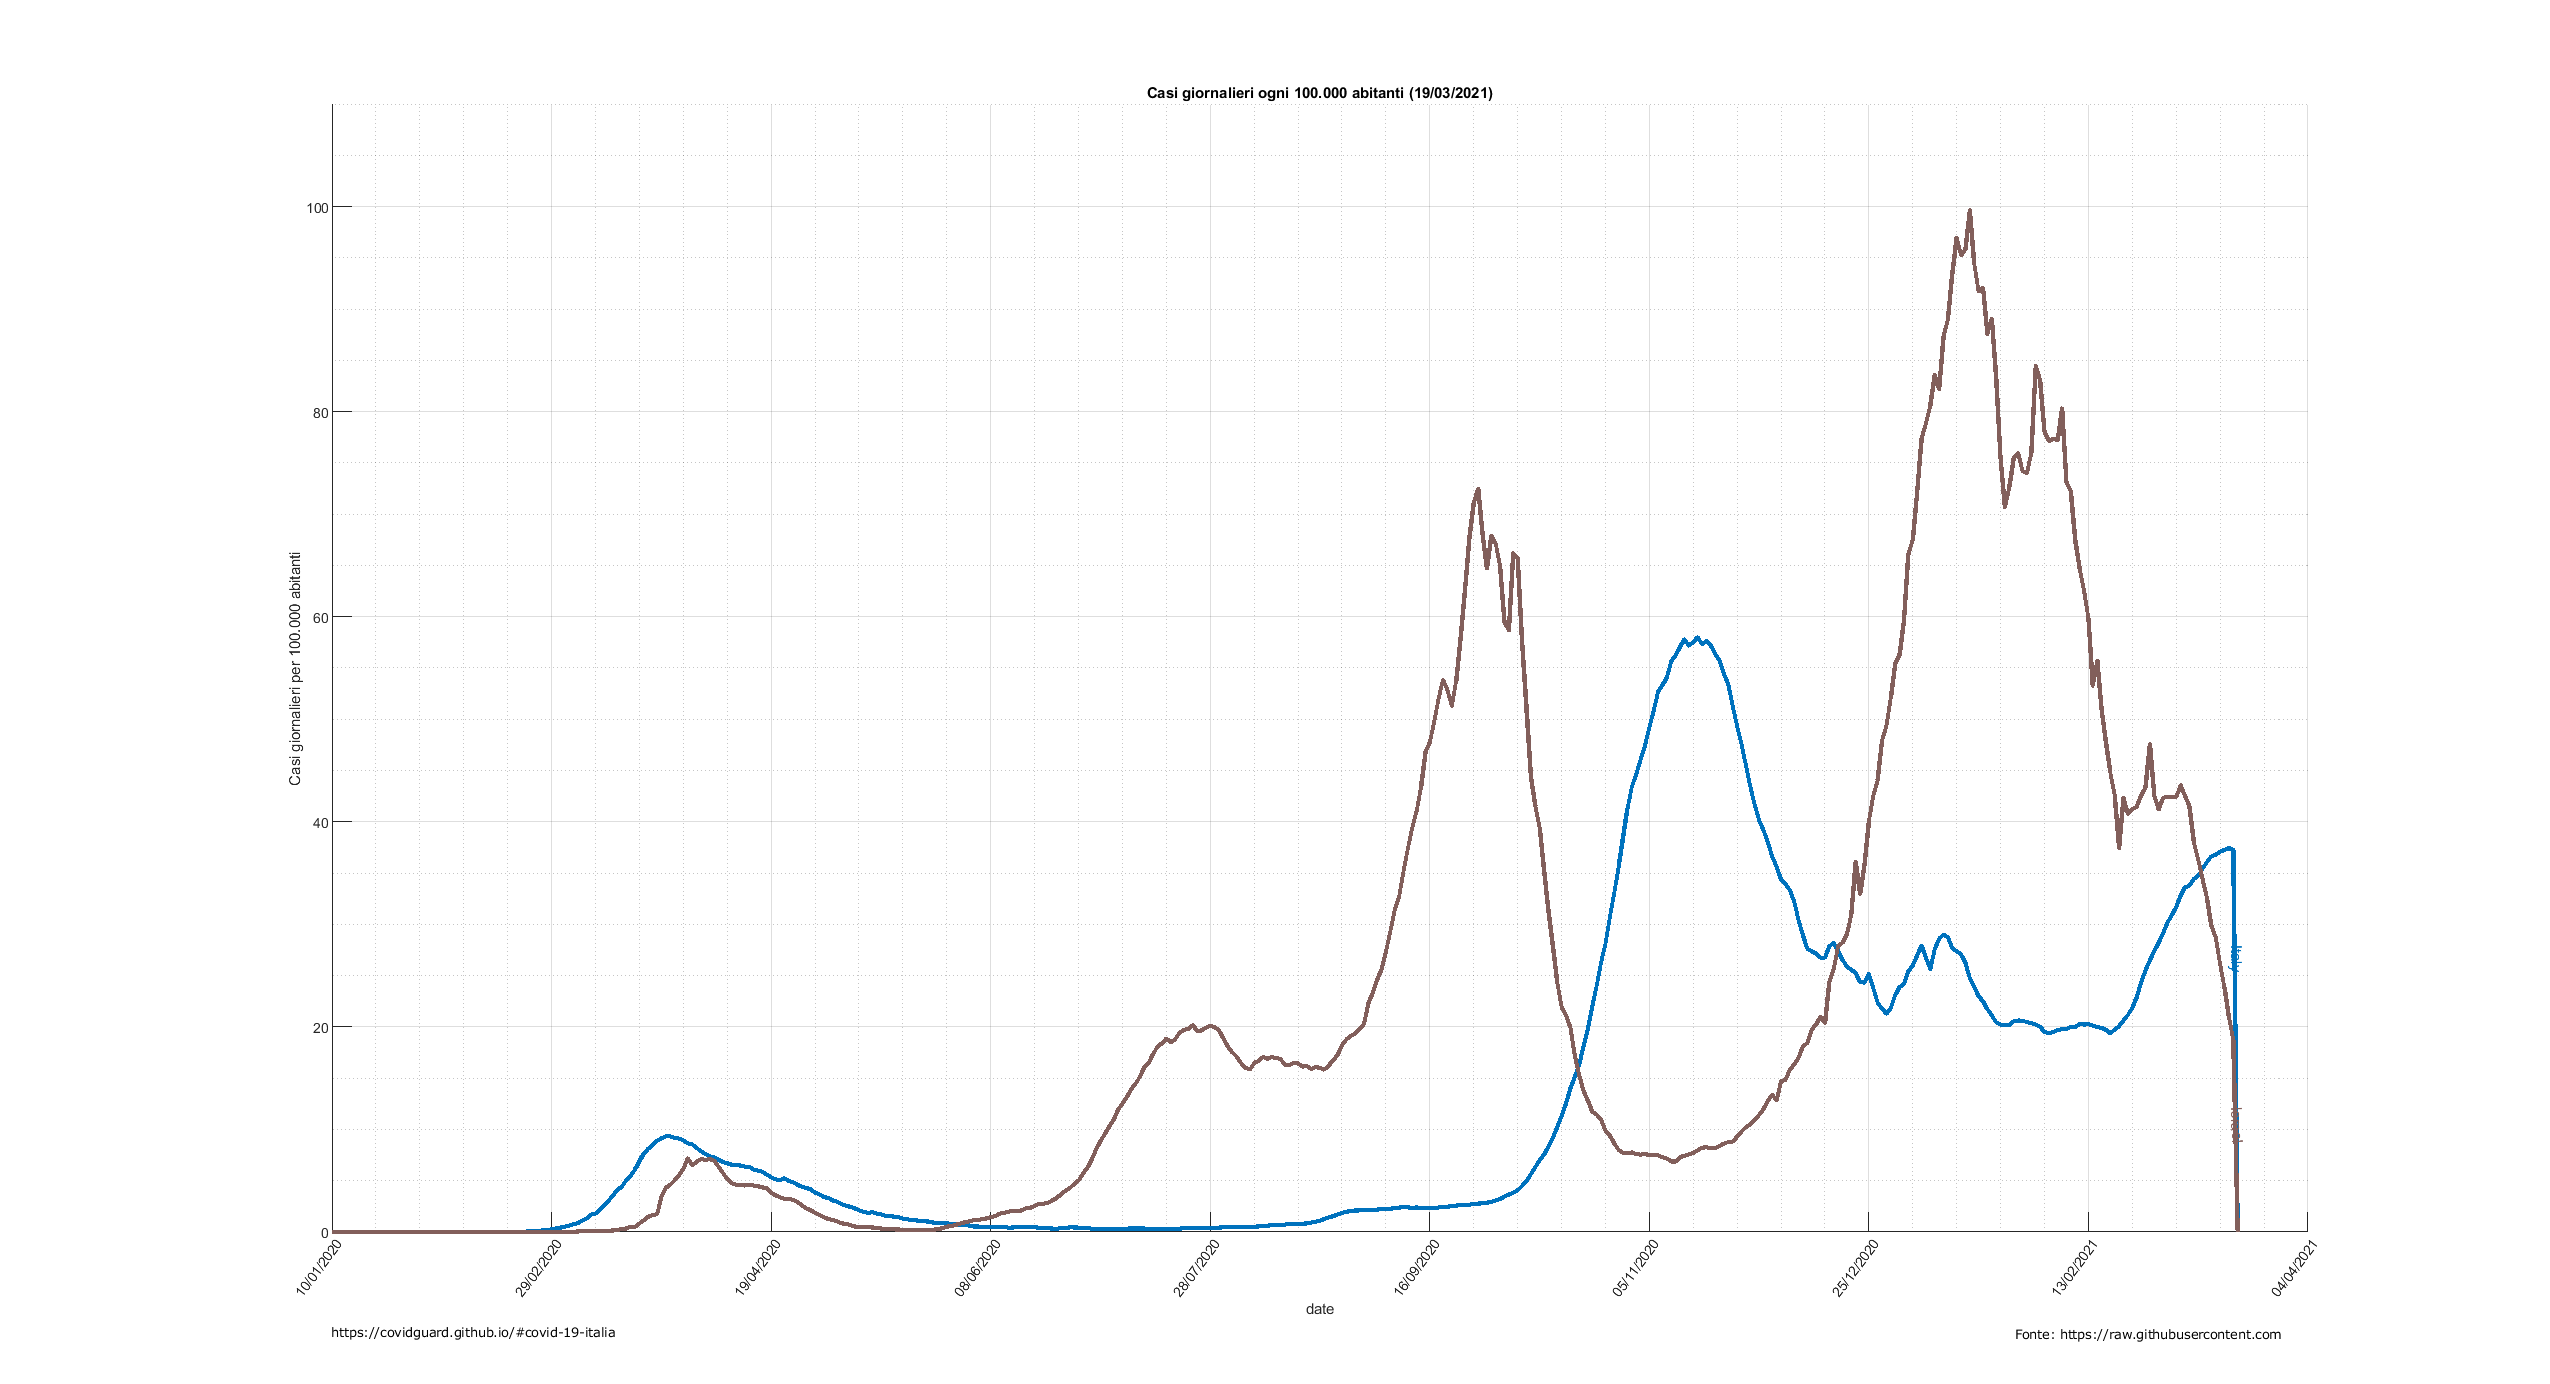 Casi giornalieri ogni 100.000 abitanti (19/03/2021)
Casi giornalieri per 100.000 abitanti
100
80
60
40
20
0
10/01/2020
29/02/2020
19/04/2020
08/06/2020
28/07/2020
16/09/2020
05/11/2020
25/12/2020
13/02/2021
04/04/2021
date
Italy
https://covidguard.github.io/#covid-19-italia
Fonte: https://raw.githubusercontent.com